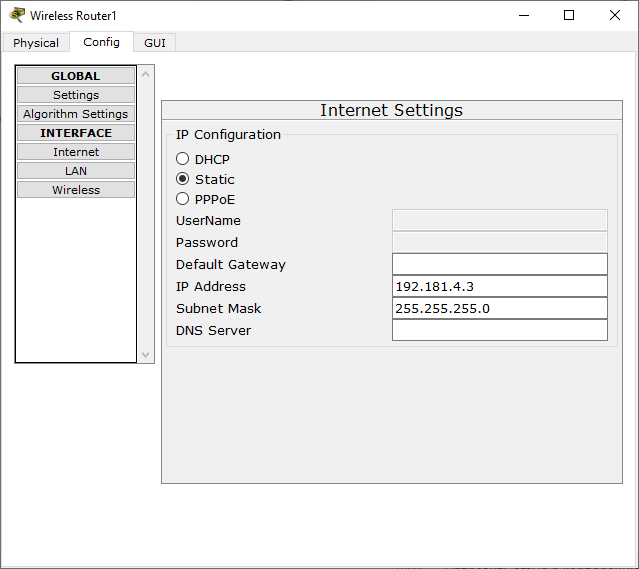 Wireless Router1
Physical Config GUI
GLOBAL
Settings
Algorithm Settings
INTERFACE
Internet
LAN
Wireless
Internet Settings
IP Configuration
DHCP
Static
PPPoE
UserName
Password
Default Gateway
IP Address 192.181.4.3
Subnet Mask 255.255.255.0
DNS Server